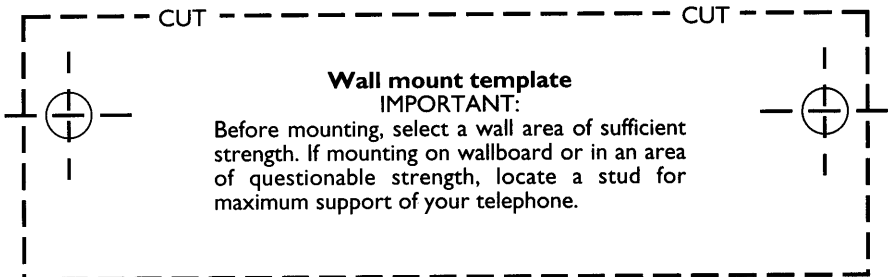 CUT CUT
Wall mount template
IMPORTANT:
Before mounting, select a wall area of sufficient
strength. If mounting on wallboard or in an area
of questionable strength, locate a stud for
maximum support of your telephone.